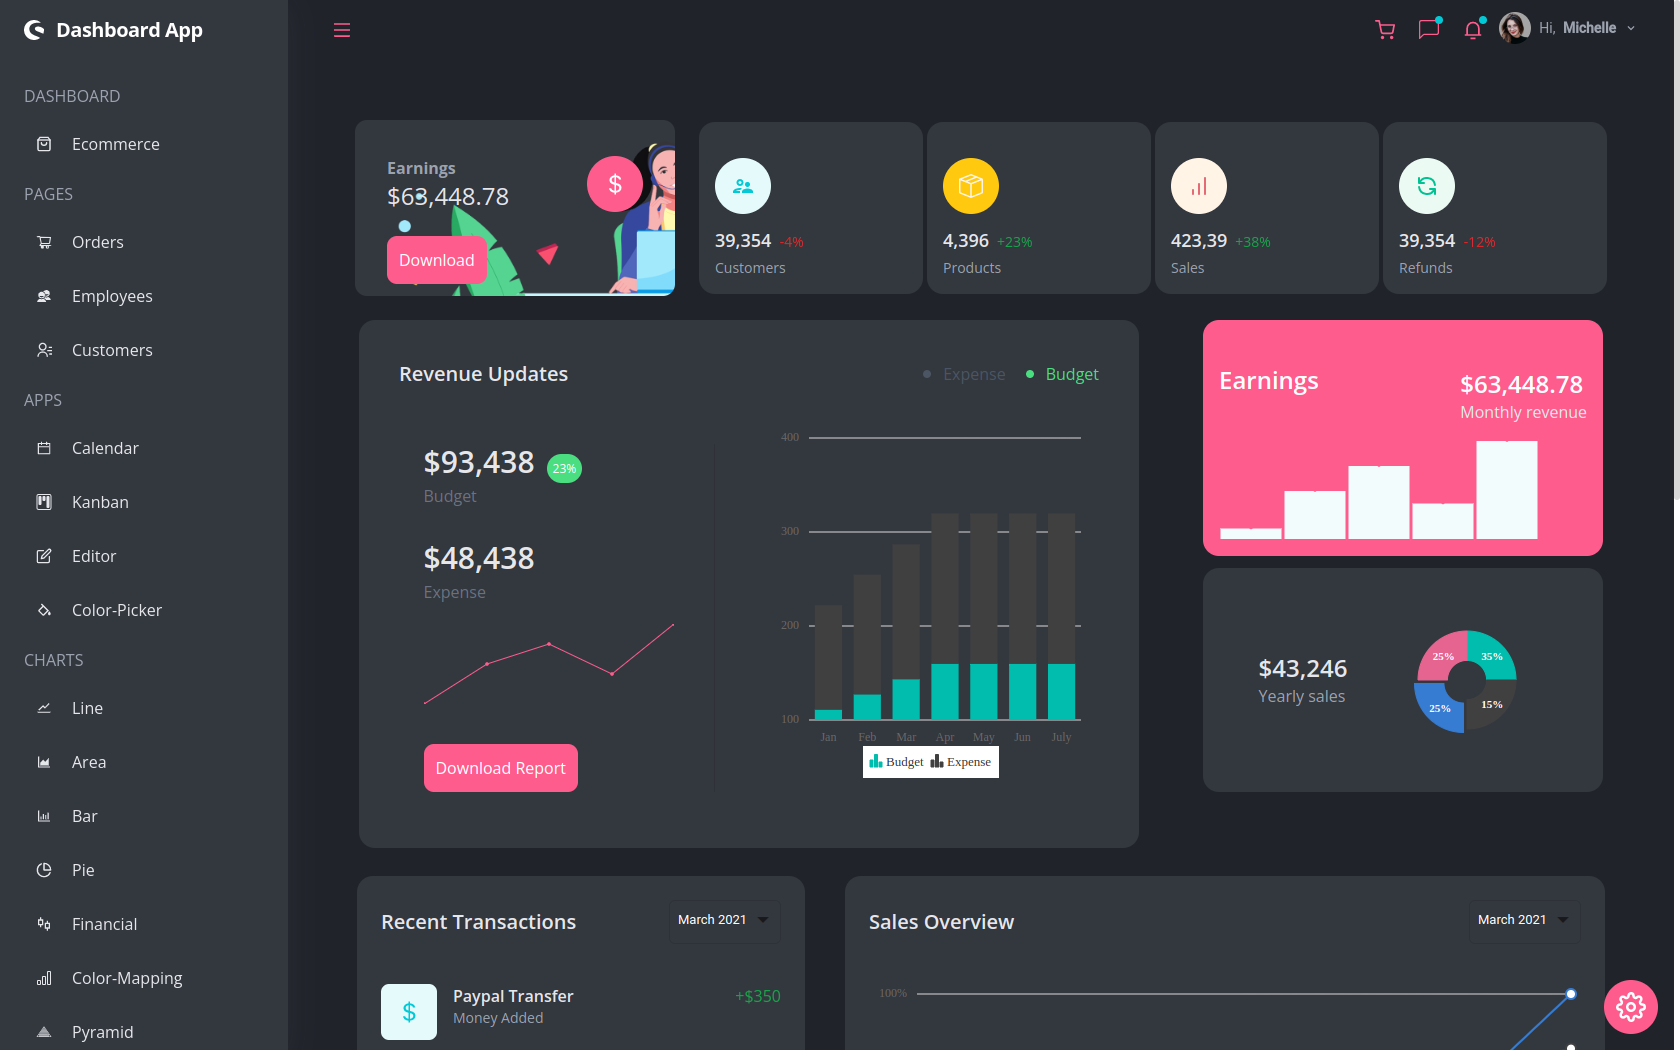 Dashboard App
DASHBOARD
Ecommerce
PAGES
Orders
Employees
Customers
APPS
Calendar
Kanban
Editor
Color-Picker
CHARTS
Line
Area
Bar
Pie
Financial
Color-Mapping
Pyramid
Hi, Michelle
Earnings
$63,448.78
$
Download
39,354 -4%
Customers
4,396 +23%
Products
423,39 +38%
Sales
39,354 -12%
Refunds
Revenue Updates
Expense
Budget
$93,438 23%
Budget
$48,438
Expense
Download Report
400
300
200
100
Jan Feb Mar Apr May Jun July
Budget Expense
Earnings
$63,448.78
Monthly revenue
$43,246
Yearly sales
25% 35%
25% 15%
Recent Transactions
March 2021
$
Paypal Transfer
+$350
Money Added
Sales Overview
March 2021
100%